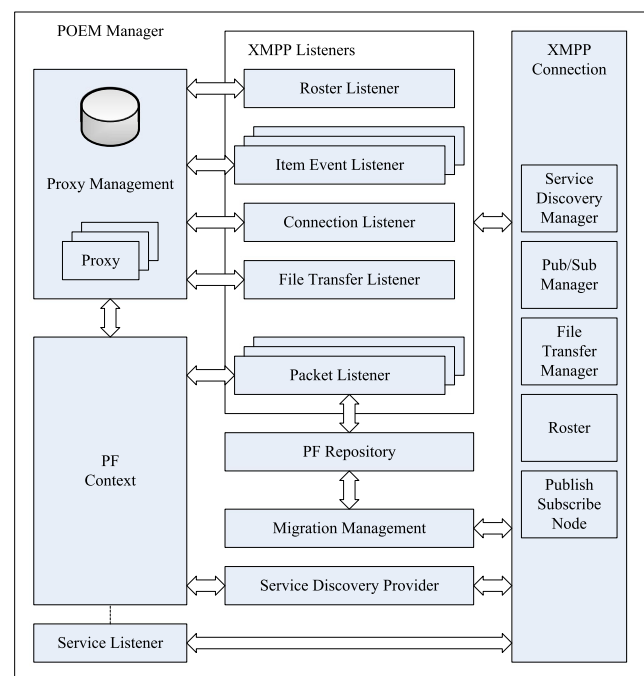 POEM Manager
XMPP Listeners
XMPP
Connection
Roster Listener
Item Event Listener
Proxy Management
Connection Listener
Proxy
File Transfer Listener
Service
Discovery
Manager
Pub/Sub
Manager
File
Transfer
Manager
Packet Listener
Roster
PF
Context
PF Repository
Publish
Subscribe
Node
Migration Management
Service Discovery Provider
Service Listener